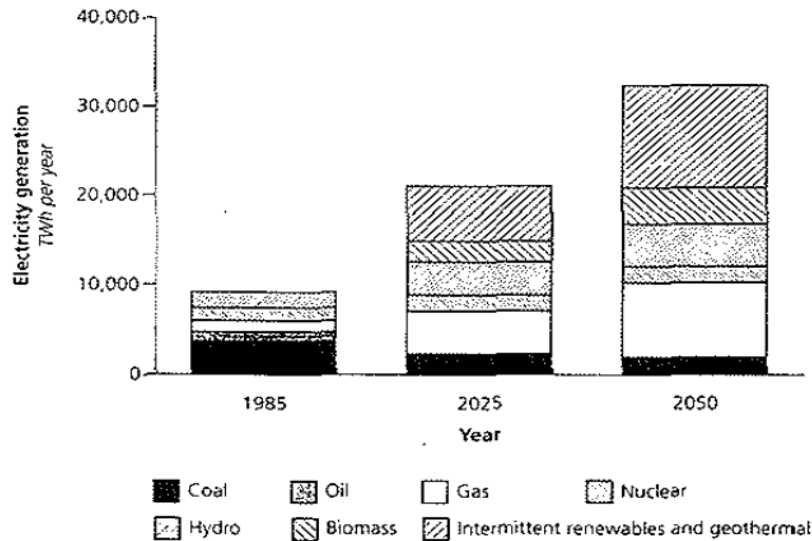 40,000
30,000
20,000
10,000
0
Electricity generation
TWh per year
1985 2025 2050
Year
Coal Oil Gas Nuclear
Hydro Biomass Intermittent renewables and geothermal